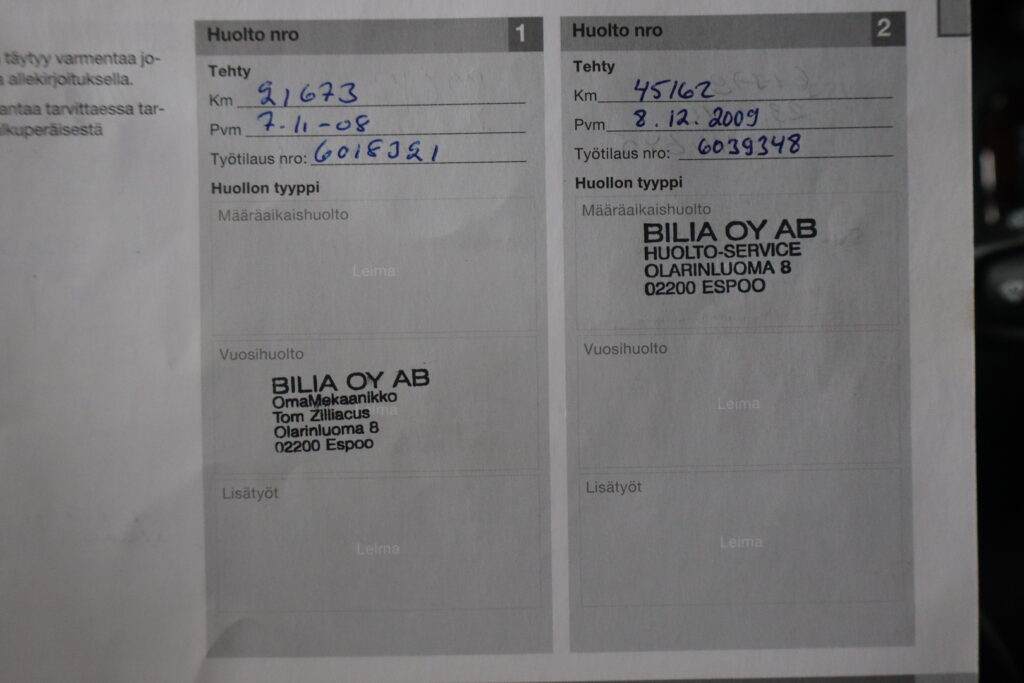 täytyy varmentaa jo-
allekirjoituksella.
antaa tarvittaessa tar-
lkuperäisestä
Huolto nro 1
Tehty
Km 21673
Pvm 7-11-08
Työtilaus nro: 6018321
Huollon tyyppi
Määräaikaishuolto
Leima
Vuosihuolto
BILIA OY AB
OmaMekaanikko
Tom Zilliacus
Olarinluoma 8
02200 Espoo
Lisätyöt
Leima
Huolto nro 2
Tehty
Km 45162
Pvm 8.12.2009
Työtilaus nro: 6039348
Huollon tyyppi
Määräaikaishuolto
BILIA OY AB
HUOLTO-SERVICE
OLARINLUOMA 8
02200 ESPOO
Vuosihuolto
Leima
Lisätyöt
Leima